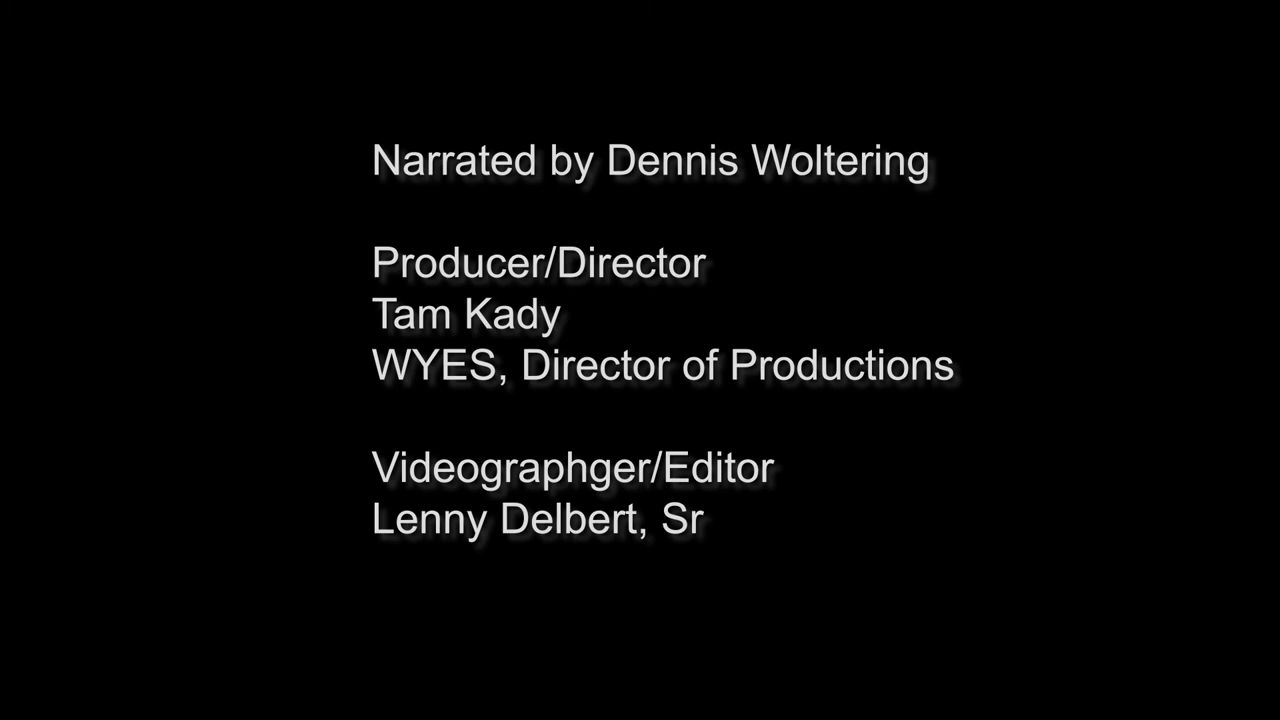 Narrated by Dennis Woltering
Producer/Director
Tam Kady
WYES, Director of Productions
Videographger/Editor
Lenny Delbert, Sr